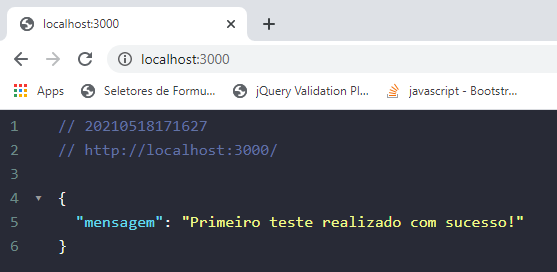 localhost:3000
localhost:3000
Apps Seletores de Formu... jQuery Validation Pl... javascript - Bootstr...
1 // 20210518171627
2 // http://localhost:3000/
3
4 {
5 "mensagem": "Primeiro teste realizado com sucesso!"
6 }